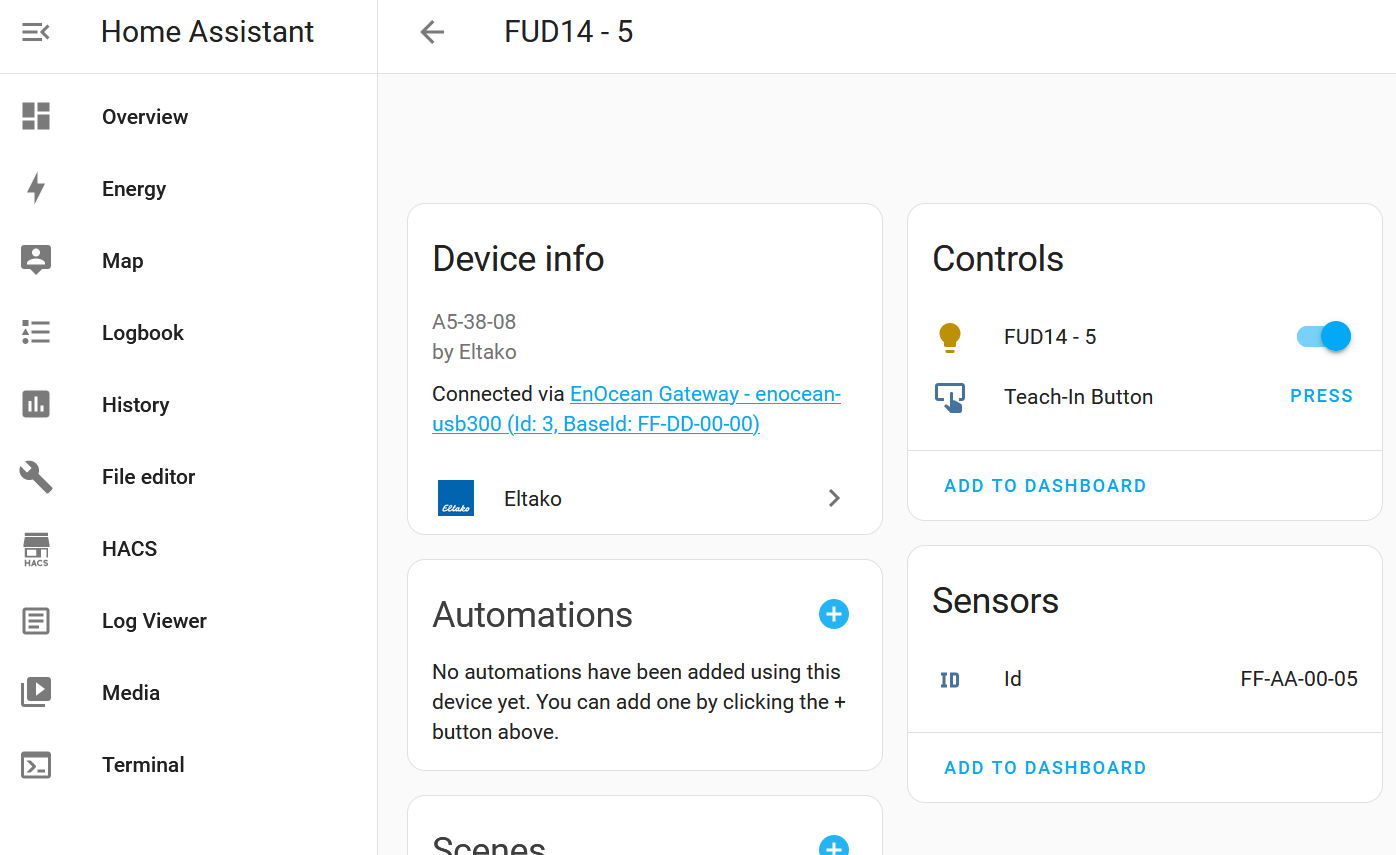 Home Assistant
FUD14 - 5
Overview
Energy
Map
Logbook
History
File editor
HACS
HACS
Log Viewer
Media
Terminal
Device info
A5-38-08
by Eltako
Connected via EnOcean Gateway - enocean-
usb300 (Id: 3, BaseId: FF-DD-00-00)
Eltako
Eltako
Automations
No automations have been added using this
device yet. You can add one by clicking the +
button above.
Scenes
Controls
FUD14 - 5
Teach-In Button
PRESS
ADD TO DASHBOARD
Sensors
ID
Id
FF-AA-00-05
ADD TO DASHBOARD